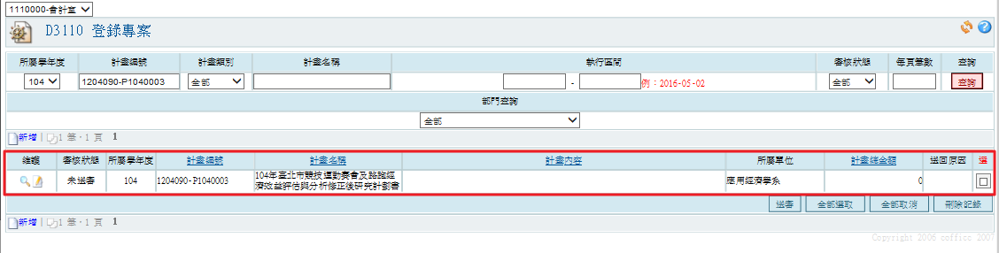 1110000-會計室
D3110 登錄專案
所屬學年度 計畫編號 計畫類別 計畫名稱 執行區間 審核狀態 每頁筆數 查詢
104 1204090-P1040003 全部 - 例：2016-05-02 全部 查詢
部門查詢
全部
新增 | 1 筆·1 頁 1
維護 審核狀態 所屬學年度 計畫編號 計畫名稱 計畫內容 所屬單位 計畫總金額 送回原因 選
未送審 104 1204090-P1040003 104年臺北市競技運動賽會及路跑經 應用經濟學系 0
濟效益評估與分析修正後研究計劃書
送審 全部選取 全部取消 刪除記錄
新增 | 1 筆·1 頁 1
Copyright 2006 ceffice 2007